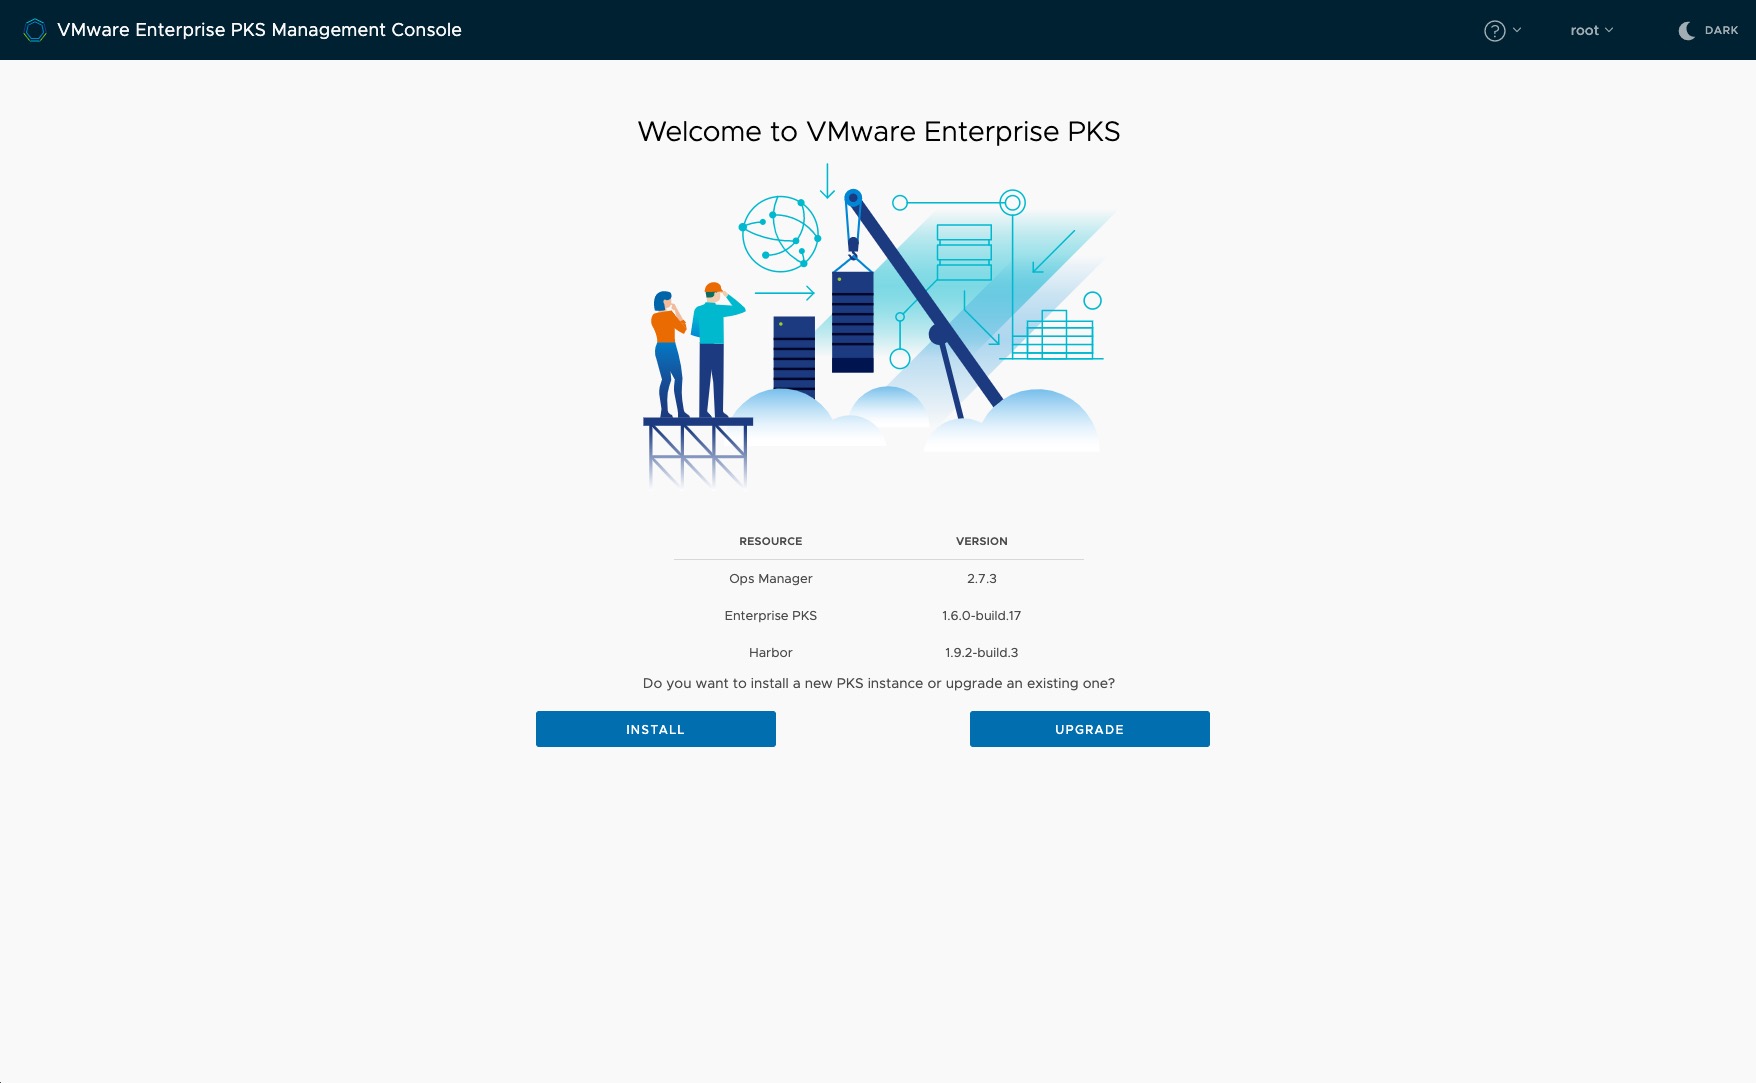 VMware Enterprise PKS Management Console
? root DARK
Welcome to VMware Enterprise PKS
RESOURCE VERSION
Ops Manager 2.7.3
Enterprise PKS 1.6.0-build.17
Harbor 1.9.2-build.3
Do you want to install a new PKS instance or upgrade an existing one?
INSTALL UPGRADE